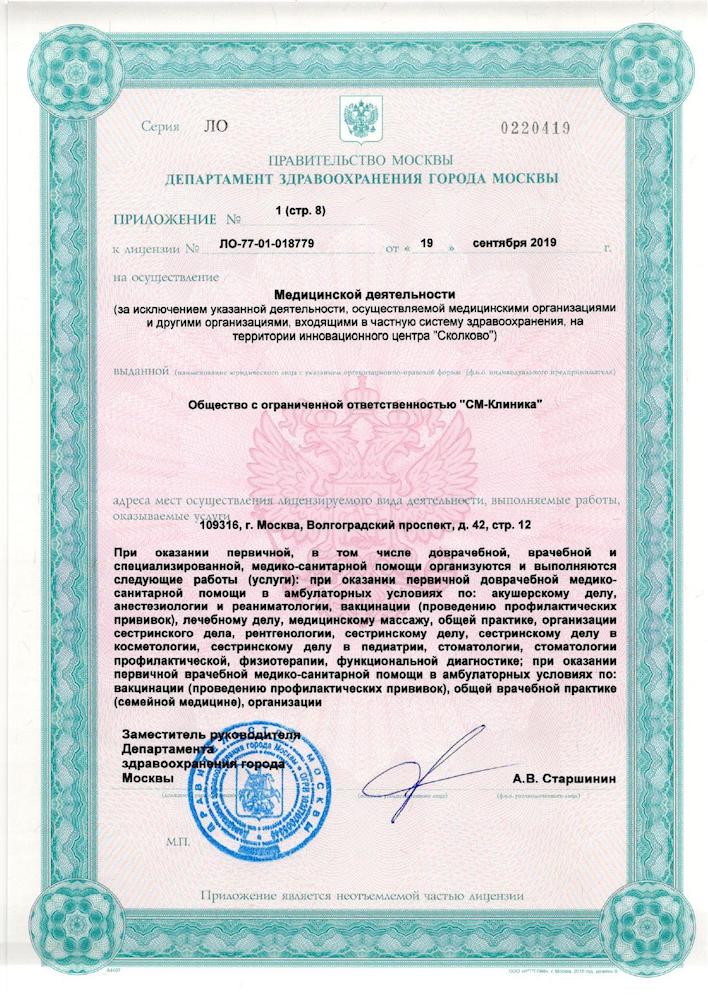 Серия ЛО 0220419
ПРАВИТЕЛЬСТВО МОСКВЫ
ДЕПАРТАМЕНТ ЗДРАВООХРАНЕНИЯ ГОРОДА МОСКВЫ
ПРИЛОЖЕНИЕ № 1 (стр. 8)
к лицензии № ЛО-77-01-018779 от « 19 » сентября 2019 г.
на осуществление
Медицинской деятельности
(за исключением указанной деятельности, осуществляемой медицинскими организациями
и другими организациями, входящими в частную систему здравоохранения, на
территории инновационного центра "Сколково")
выданной (наименование юридического лица с указанием организационно-правовой формы (ф.и.о. индивидуального предпринимателя)
Общество с ограниченной ответственностью "СМ-Клиника"
адреса мест осуществления лицензируемого вида деятельности, выполняемые работы,
оказываемые услуги
109316, г. Москва, Волгоградский проспект, д. 42, стр. 12
При оказании первичной, в том числе доврачебной, врачебной и
специализированной, медико-санитарной помощи организуются и выполняются
следующие работы (услуги): при оказании первичной доврачебной медико-
санитарной помощи в амбулаторных условиях по: акушерскому делу,
анестезиологии и реаниматологии, вакцинации (проведению профилактических
прививок), лечебному делу, медицинскому массажу, общей практике, организации
сестринского дела, рентгенологии, сестринскому делу, сестринскому делу в
косметологии, сестринскому делу в педиатрии, стоматологии, стоматологии
профилактической, физиотерапии, функциональной диагностике; при оказании
первичной врачебной медико-санитарной помощи в амбулаторных условиях по:
вакцинации (проведению профилактических прививок), общей врачебной практике
(семейной медицине), организации
Заместитель руководителя
Департамента
здравоохранения города
Москвы А.В. Старшинин
(ф.и.о. уполномоченного лица)
ПРАВИТЕЛЬСТВО МОСКВЫ
М.П.
Приложение является неотъемлемой частью лицензии